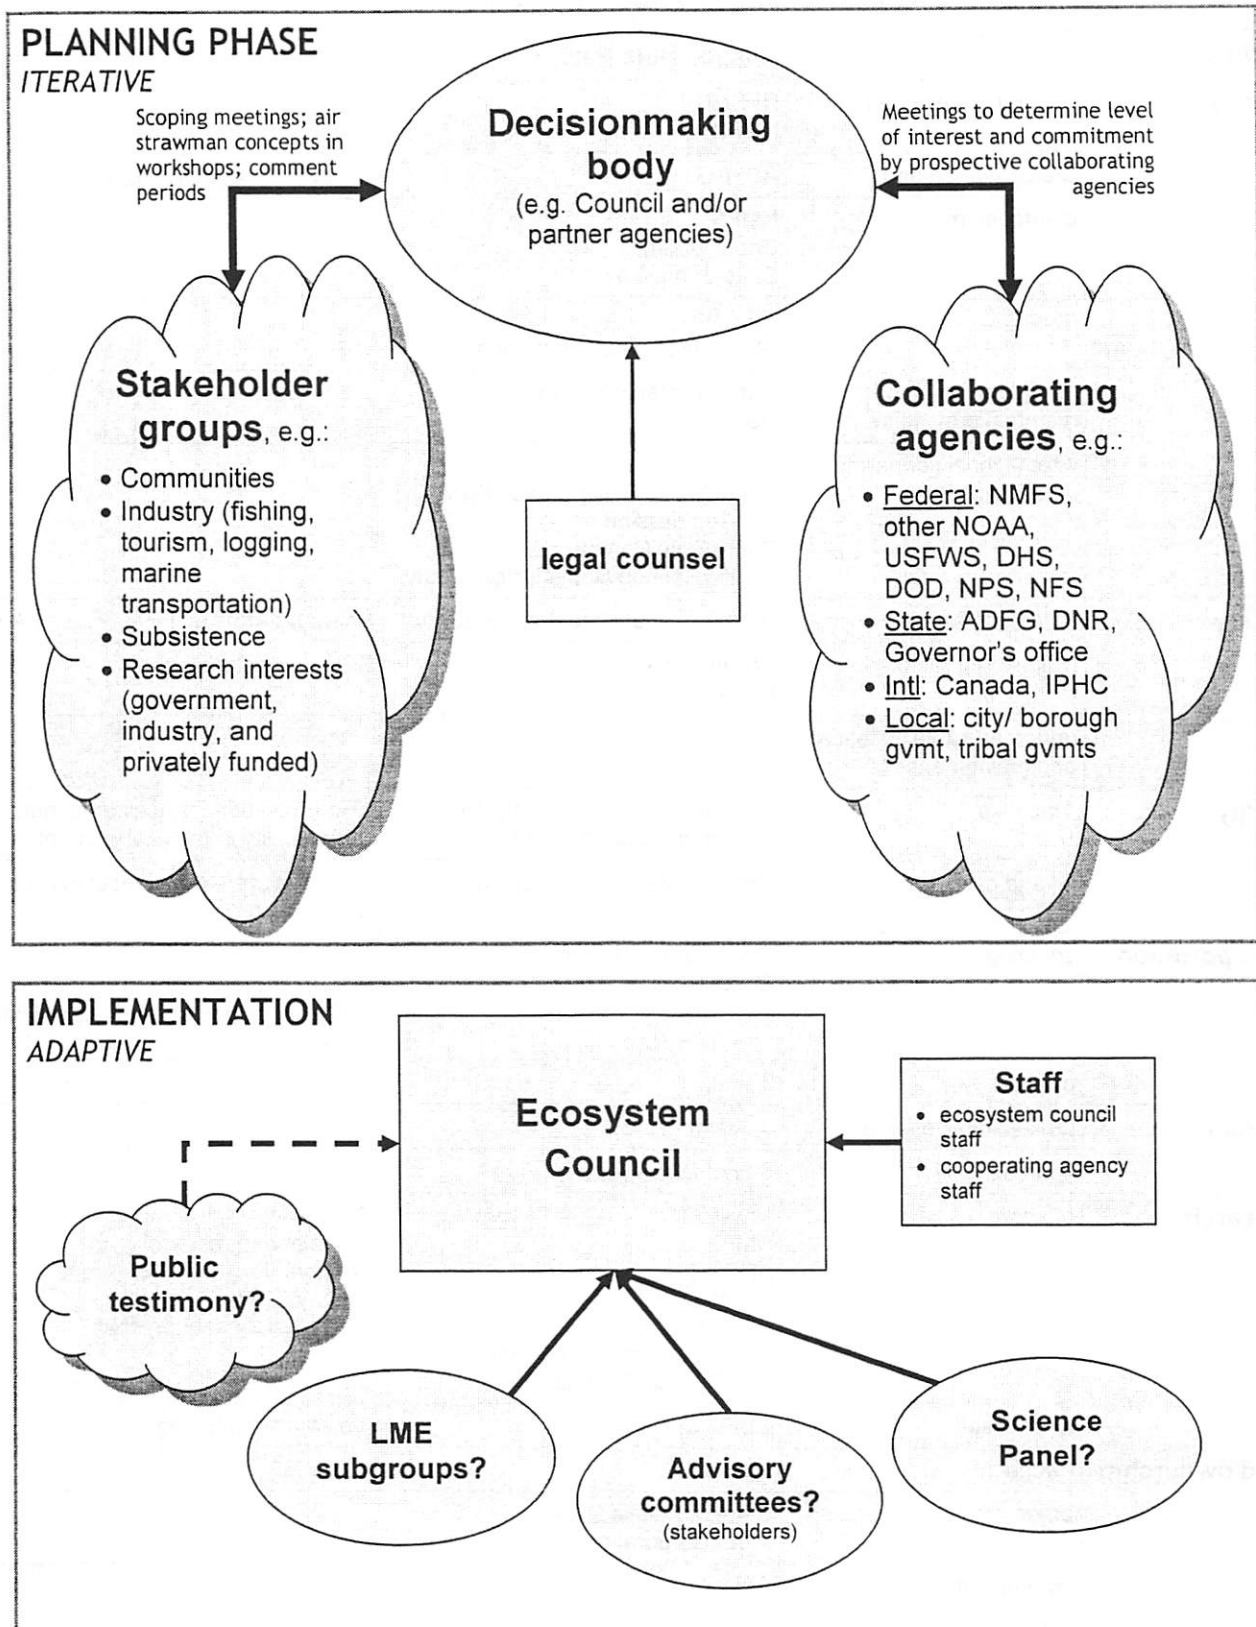 PLANNING PHASE
ITERATIVE
Scoping meetings; air
strawman concepts in
workshops; comment
periods
Decisionmaking
body
(e.g. Council and/or
partner agencies)
Meetings to determine level
of interest and commitment
by prospective collaborating
agencies
Stakeholder
groups, e.g.:
• Communities
• Industry (fishing,
tourism, logging,
marine
transportation)
• Subsistence
• Research interests
(government,
industry, and
privately funded)
legal counsel
Collaborating
agencies, e.g.:
• Federal: NMFS,
other NOAA,
USFWS, DHS,
DOD, NPS, NFS
• State: ADFG, DNR,
Governor's office
• Intl: Canada, IPHC
• Local: city/ borough
gvmt, tribal gvmts
IMPLEMENTATION
ADAPTIVE
Ecosystem
Council
Staff
• ecosystem council
staff
• cooperating agency
staff
Public
testimony?
LME
subgroups?
Advisory
committees?
(stakeholders)
Science
Panel?